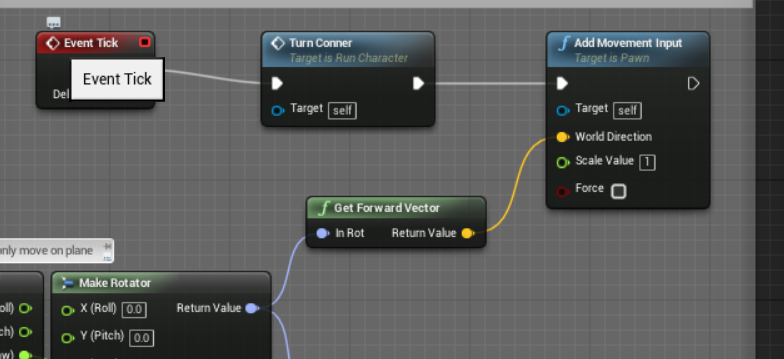 Event Tick
Event Tick
Del
Turn Conner
Target is Run Character
Target self
Add Movement Input
Target is Pawn
Target self
World Direction
Scale Value 1
Force
Get Forward Vector
In Rot Return Value
only move on plane
Make Rotator
X (Roll) 0.0 Return Value
Y (Pitch) 0.0